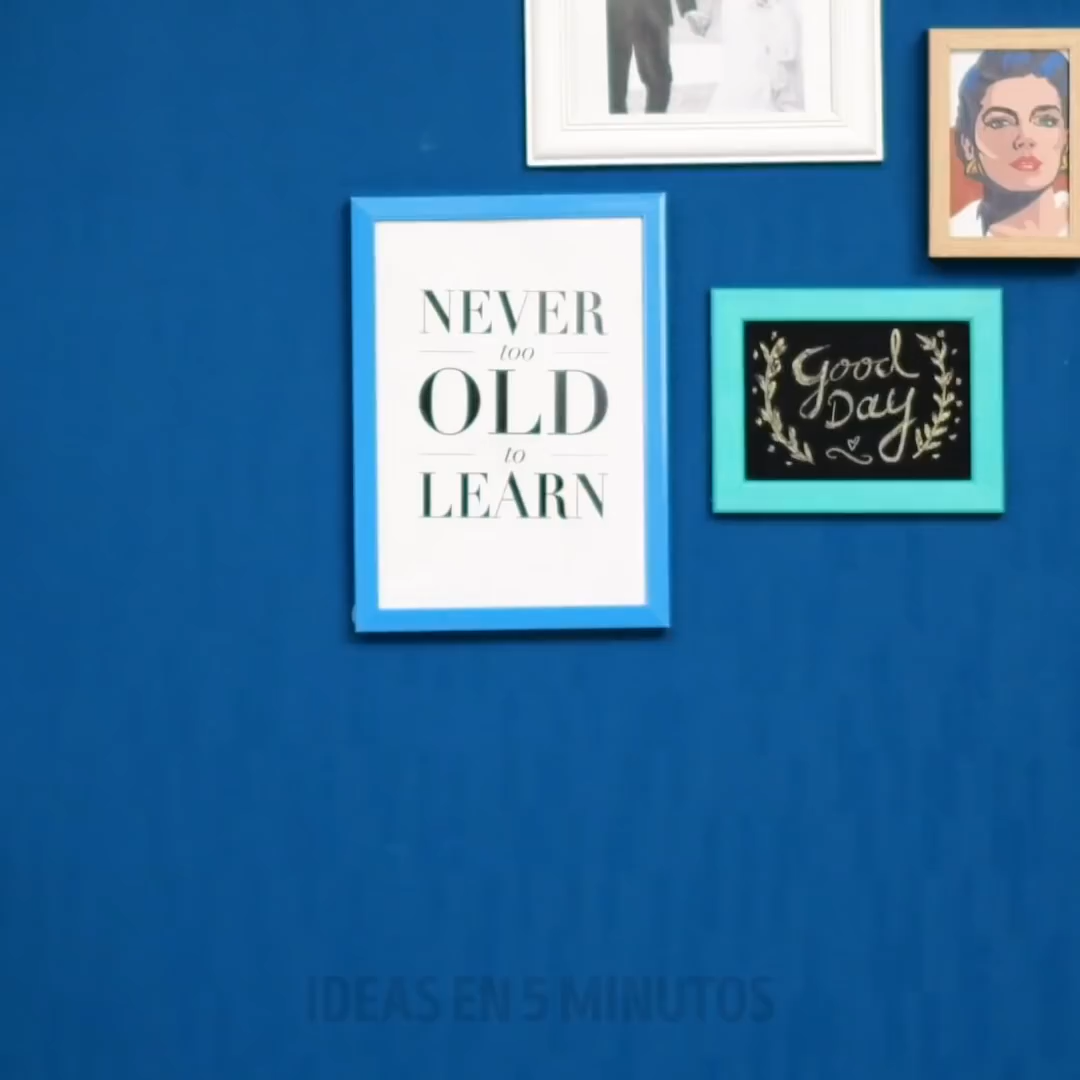 NEVER
too
OLD
to
LEARN
Good
Day
IDEAS EN 5 MINUTOS